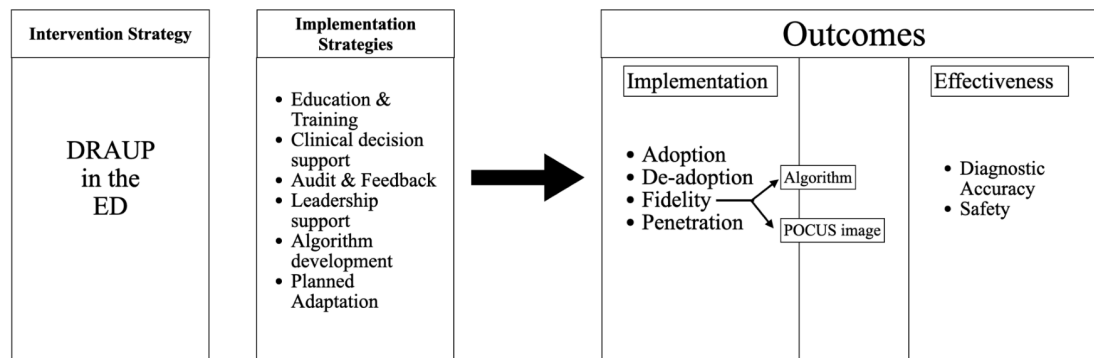 Intervention Strategy
DRAUP
in the
ED
Implementation
Strategies
• Education &
Training
• Clinical decision
support
• Audit & Feedback
• Leadership
support
• Algorithm
development
• Planned
Adaptation
Outcomes
Implementation
• Adoption
• De-adoption
• Fidelity
• Penetration
Algorithm
POCUS image
Effectiveness
• Diagnostic
Accuracy
• Safety